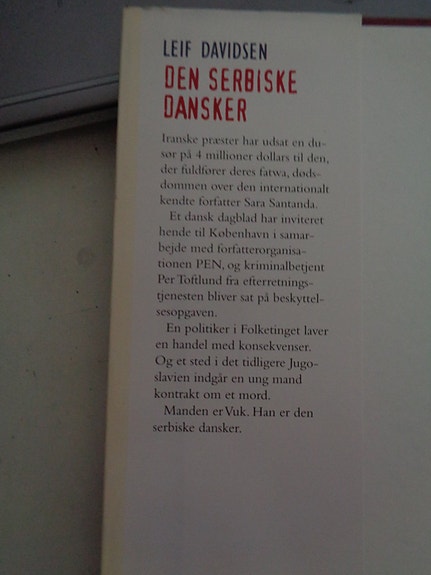 LEIF DAVIDSEN
DEN SERBISKE
DANSKER
Iranske præster har udsat en du-
sør på 4 millioner dollars til den,
der fuldfører deres fatwa, døds-
dommen over den internationalt
kendte forfatter Sara Santanda.
Et dansk dagblad har inviteret
hende til København i samar-
bejde med forfatterorganisa-
tionen PEN, og kriminalbetjent
Per Toftlund fra efterretnings-
tjenesten bliver sat på beskyttel-
sesopgaven.
En politiker i Folketinget laver
en handel med konsekvenser.
Og et sted i det tidligere Jugo-
slavien indgår en ung mand
kontrakt om et mord.
Manden er Vuk. Han er den
serbiske dansker.